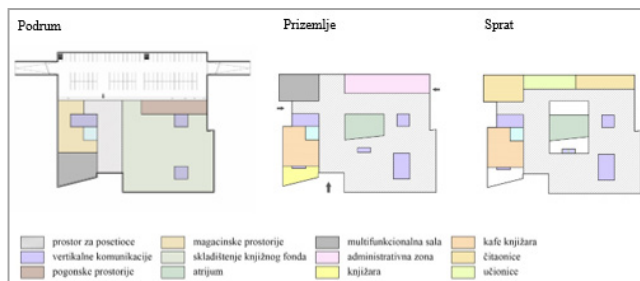 Podrum
Prizemlje
Sprat
prostor za posetioce
vertikalne komunikacije
pogonske prostorije
magacinske prostorije
skladištenje knjižnog fonda
atrijum
multifunkcionalna sala
administrativna zona
knjižara
kafe knjižara
čitaonice
učionice